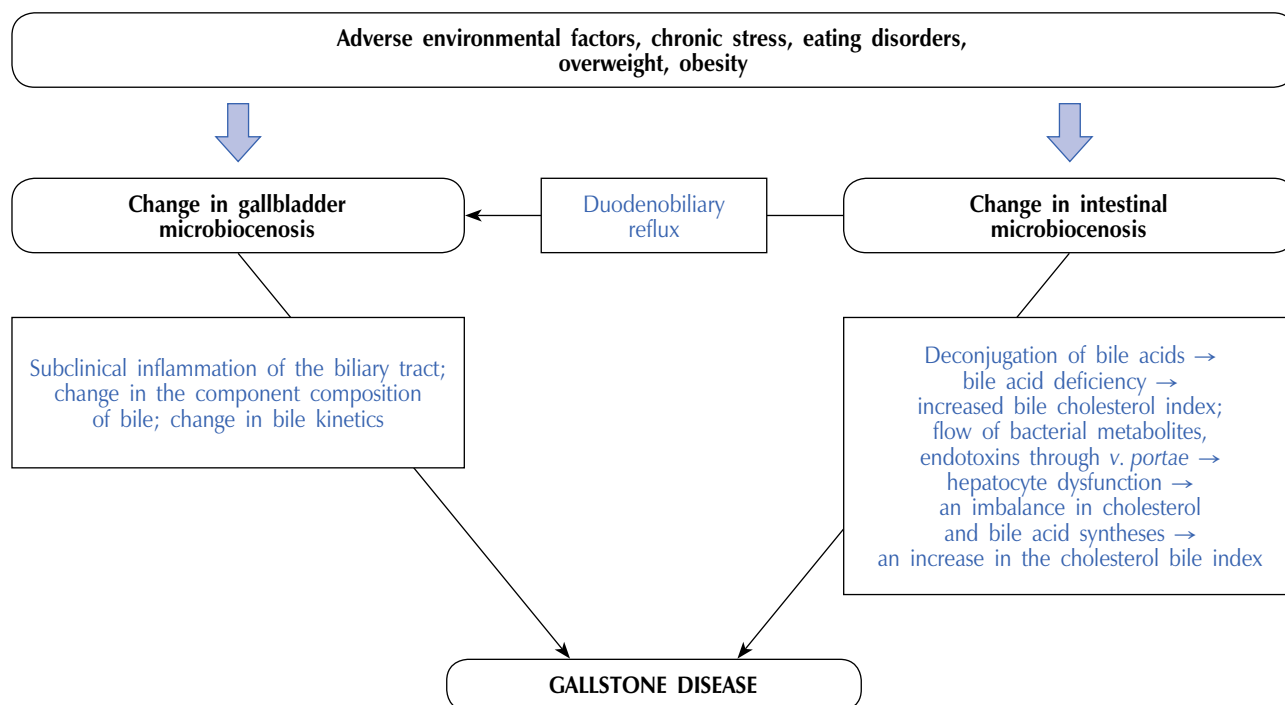 Adverse environmental factors, chronic stress, eating disorders,
overweight, obesity
Change in gallbladder
microbiocenosis
Duodenobiliary
reflux
Change in intestinal
microbiocenosis
Subclinical inflammation of the biliary tract;
change in the component composition
of bile; change in bile kinetics
Deconjugation of bile acids →
bile acid deficiency →
increased bile cholesterol index;
flow of bacterial metabolites,
endotoxins through v. portae →
hepatocyte dysfunction →
an imbalance in cholesterol
and bile acid syntheses →
an increase in the cholesterol bile index
GALLSTONE DISEASE